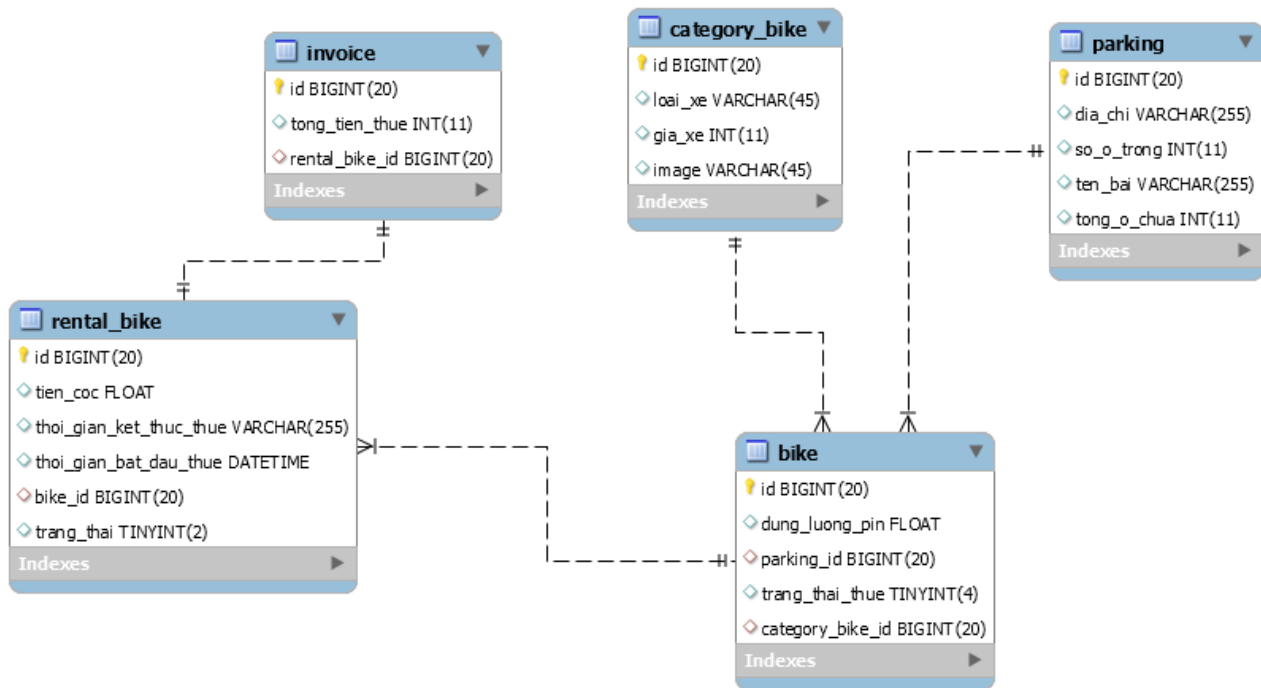 invoice
id BIGINT(20)
tong_tien_thue INT(11)
rental_bike_id BIGINT(20)
Indexes
category_bike
id BIGINT(20)
loai_xe VARCHAR(45)
gia_xe INT(11)
image VARCHAR(45)
Indexes
parking
id BIGINT(20)
dia_chi VARCHAR(255)
so_o_trong INT(11)
ten_bai VARCHAR(255)
tong_o_chua INT(11)
Indexes
rental_bike
id BIGINT(20)
tien_coc FLOAT
thoi_gian_ket_thuc_thue VARCHAR(255)
thoi_gian_bat_dau_thue DATETIME
bike_id BIGINT(20)
trang_thai TINYINT(2)
Indexes
bike
id BIGINT(20)
dung_luong_pin FLOAT
parking_id BIGINT(20)
trang_thai_thue TINYINT(4)
category_bike_id BIGINT(20)
Indexes